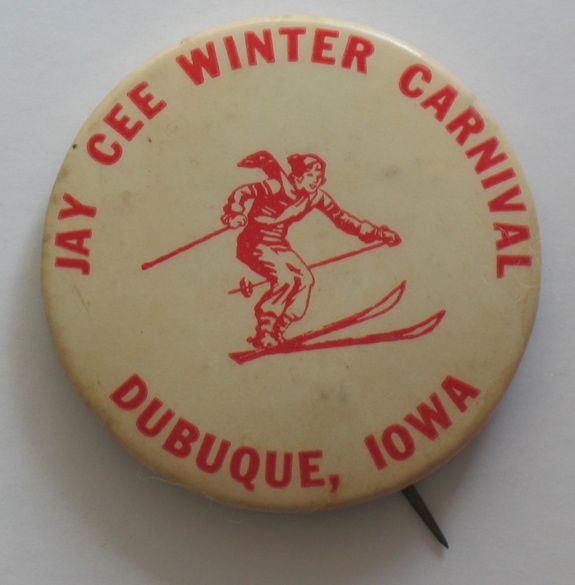 JAY CEE WINTER CARNIVAL
DUBUQUE, IOWA